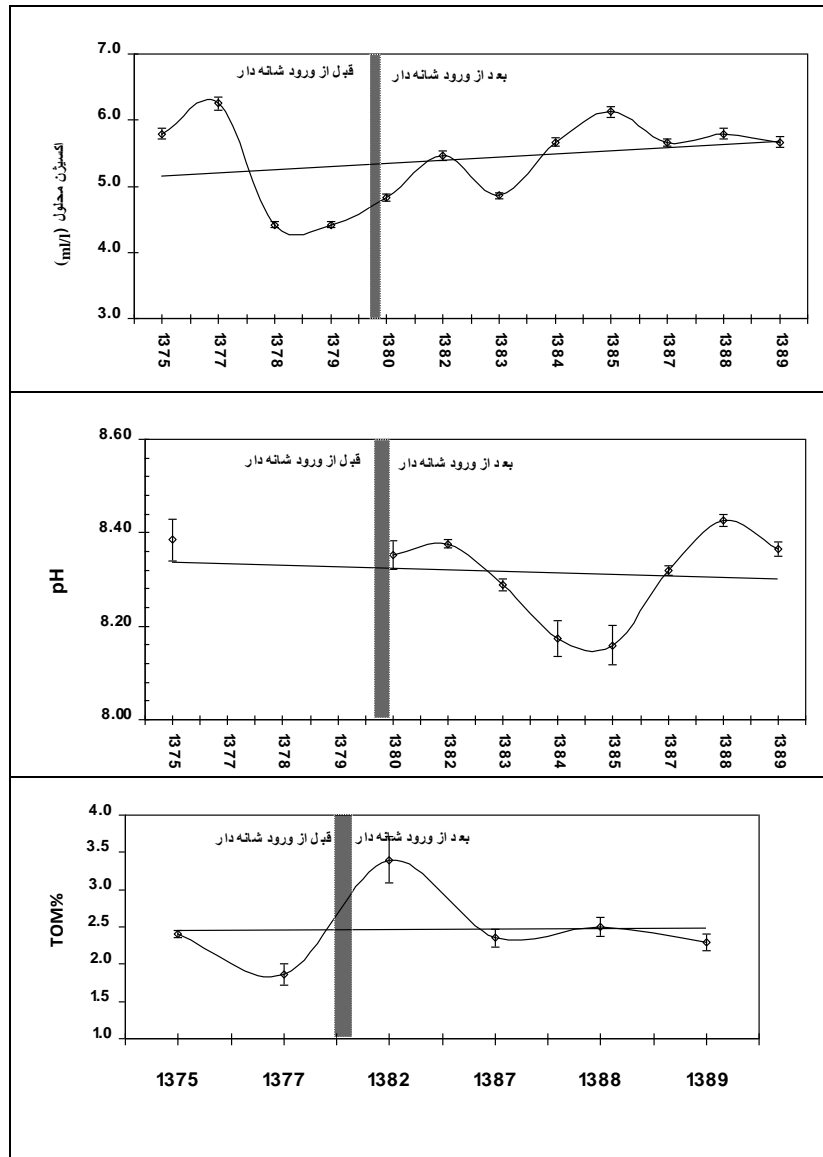 7.0
6.0
5.0
4.0
3.0
اکسیژن محلول (ml/l)
قبل از ورود شانه دار
بعد از ورود شانه دار
1375 1377 1378 1379 1380 1382 1383 1384 1385 1387 1388 1389
8.60
8.40
8.20
8.00
pH
قبل از ورود شانه دار
بعد از ورود شانه دار
1375 1377 1378 1379 1380 1382 1383 1384 1385 1387 1388 1389
4.0
3.5
3.0
2.5
2.0
1.5
1.0
TOM%
قبل از ورود شانه دار
بعد از ورود شانه دار
1375 1377 1382 1387 1388 1389